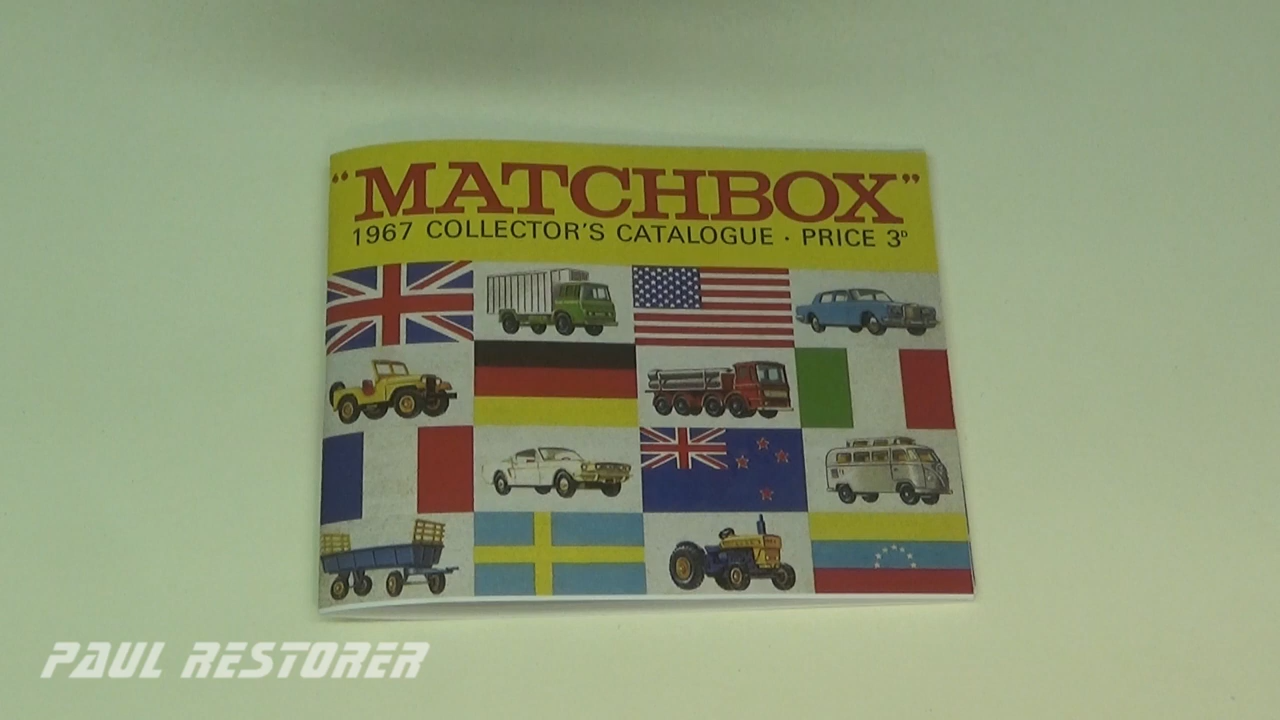 “MATCHBOX”
1967 COLLECTOR'S CATALOGUE · PRICE 3ᴰ
PAUL RESTORER